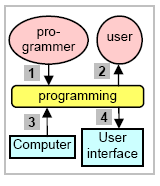 pro-
grammer
user
1
2
programming
3
4
Computer
User
interface